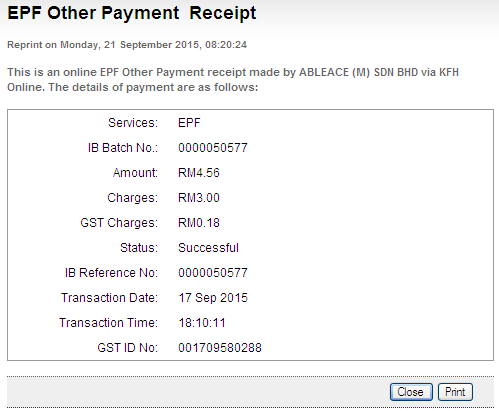 EPF Other Payment Receipt
Reprint on Monday, 21 September 2015, 08:20:24
This is an online EPF Other Payment receipt made by ABLEACE (M) SDN BHD via KFH
Online. The details of payment are as follows:
Services: EPF
IB Batch No.: 0000050577
Amount: RM4.56
Charges: RM3.00
GST Charges: RM0.18
Status: Successful
IB Reference No: 0000050577
Transaction Date: 17 Sep 2015
Transaction Time: 18:10:11
GST ID No: 001709580288
Close Print